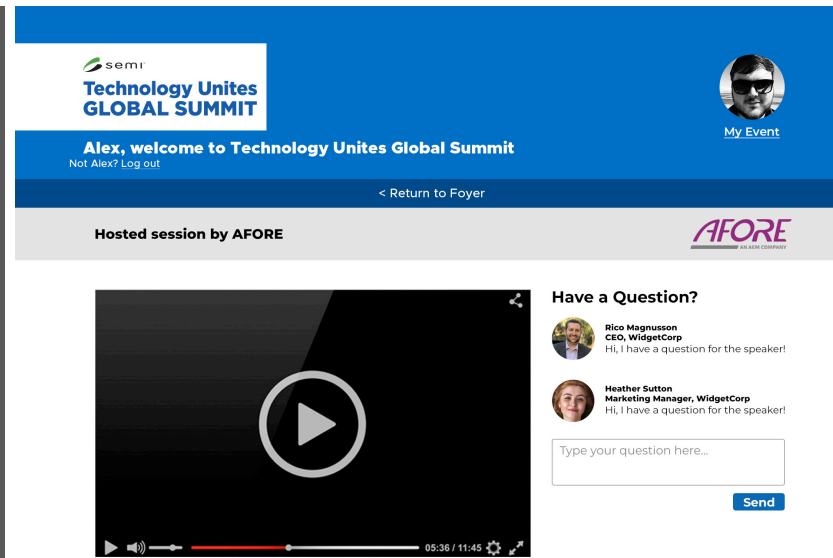 semi
Technology Unites
GLOBAL SUMMIT
My Event
Alex, welcome to Technology Unites Global Summit
Not Alex? Log out
< Return to Foyer
Hosted session by AFORE
AFORE
AN AEM COMPANY
Have a Question?
Rico Magnusson
CEO, WidgetCorp
Hi, I have a question for the speaker!
Heather Sutton
Marketing Manager, WidgetCorp
Hi, I have a question for the speaker!
Type your question here...
Send
05:36 / 11:45